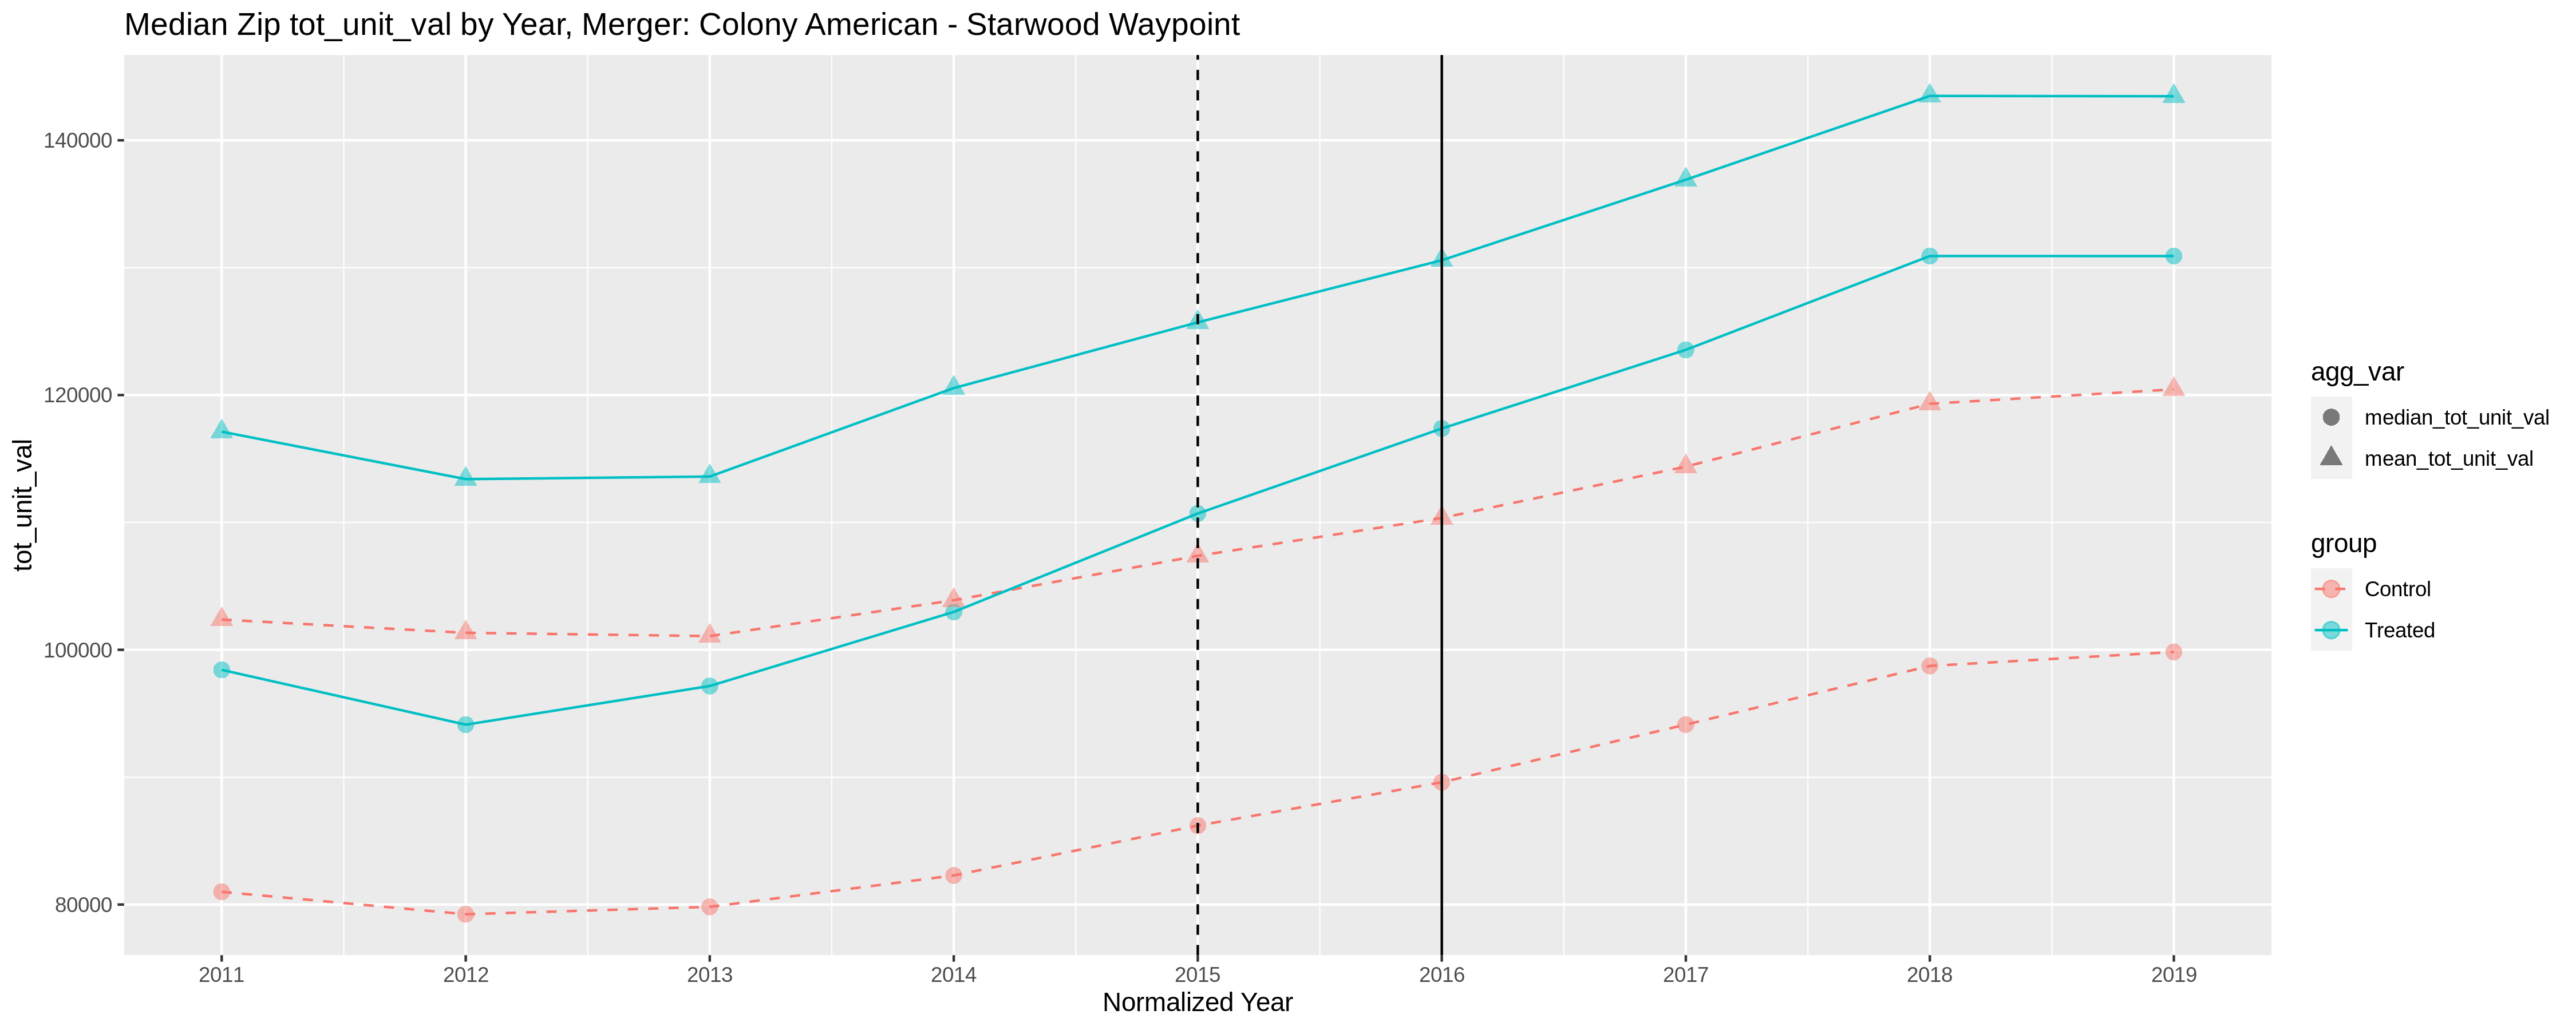 Median Zip tot_unit_val by Year, Merger: Colony American - Starwood Waypoint
tot_unit_val
140000
120000
100000
80000
2011 2012 2013 2014 2015 2016 2017 2018 2019
Normalized Year
agg_var
median_tot_unit_val
mean_tot_unit_val
group
Control
Treated